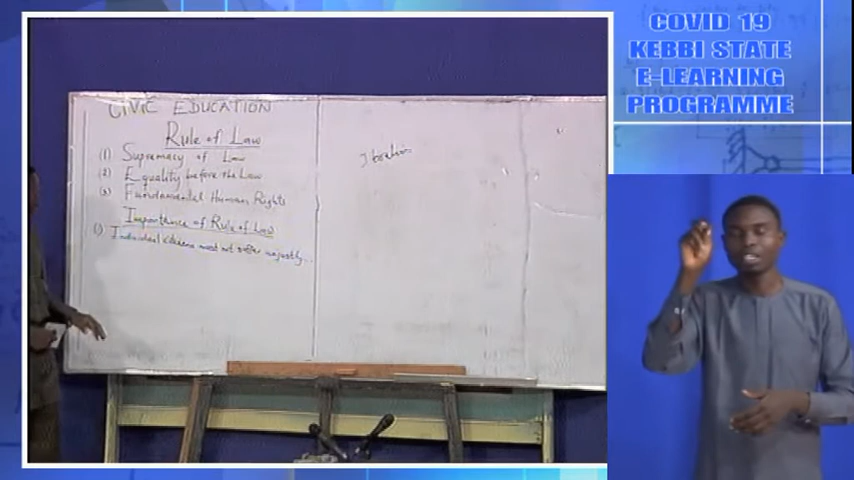 COVID 19
KEBBI STATE
E-LEARNING
PROGRAMME
CIVIC EDUCATION
Rule of Law
(1) Supremacy of Law
(2) Equality before the Law
(3) Fundamental Human Rights
Importance of Rule of Law
(1) Individual citizens must not suffer unjustly...
Ibrahim